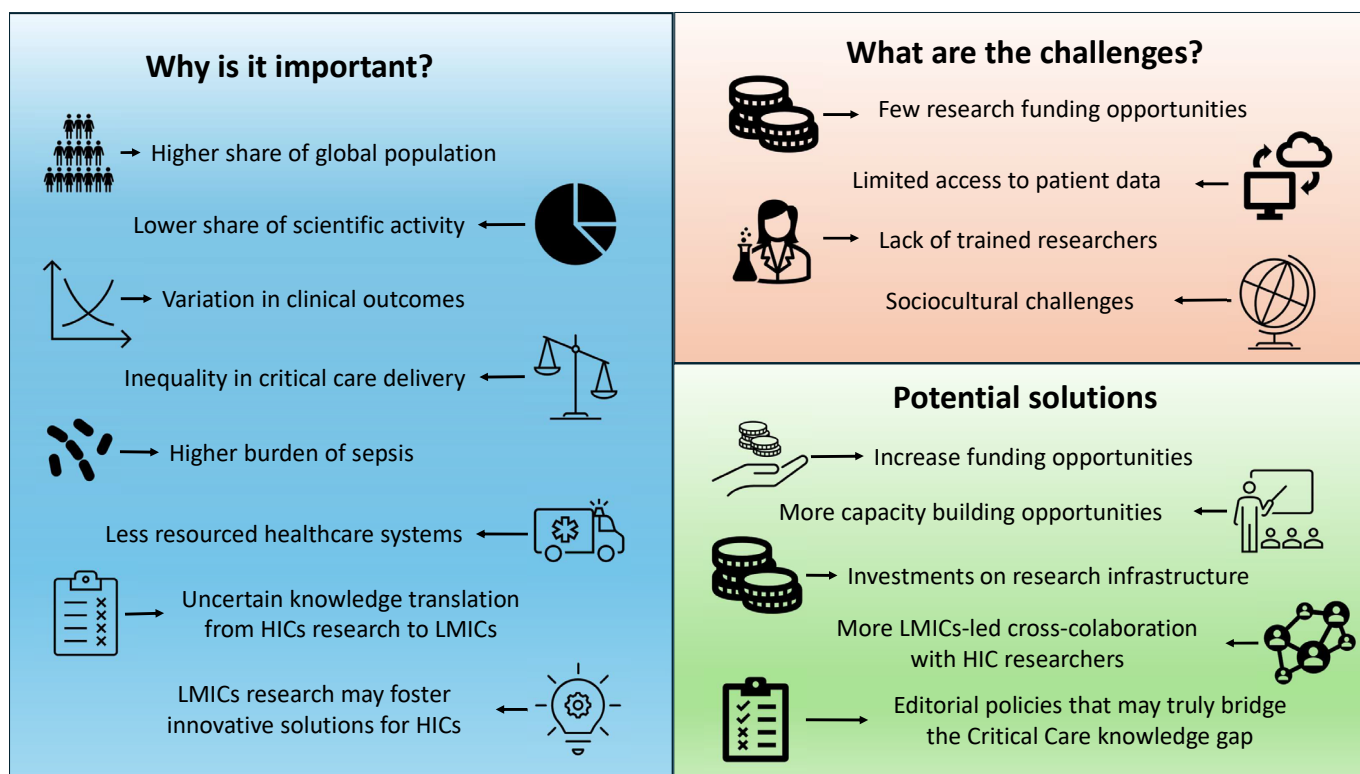 Why is it important?
Higher share of global population
Lower share of scientific activity
Variation in clinical outcomes
Inequality in critical care delivery
Higher burden of sepsis
Less resourced healthcare systems
Uncertain knowledge translation
from HICs research to LMICs
LMICs research may foster
innovative solutions for HICs
What are the challenges?
Few research funding opportunities
Limited access to patient data
Lack of trained researchers
Sociocultural challenges
Potential solutions
Increase funding opportunities
More capacity building opportunities
Investments on research infrastructure
More LMICs-led cross-colaboration
with HIC researchers
Editorial policies that may truly bridge
the Critical Care knowledge gap